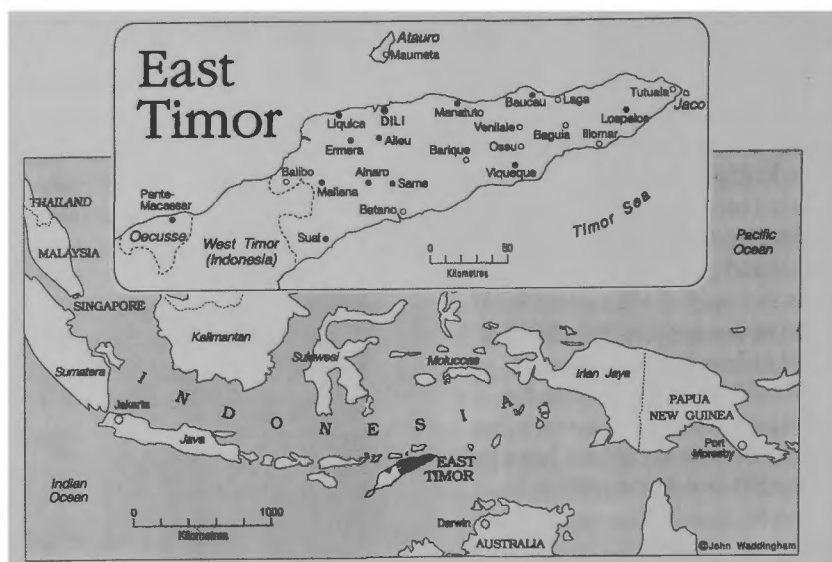 East
Timor
Atauro
Maumeta
Tutuala
Jaco
Baucau
Laga
Manatuto
DILI
Liquica
Lospalos
Venilale
Baguia
Iliomar
Aileu
Ermera
Ossu
Barique
Viqueque
Balibo
Ainaro
Same
Maliana
Pante-
Macassar
Betano
Oecusse
West Timor
(Indonesia)
Suai
Timor Sea
0 50
Kilometres
THAILAND
MALAYSIA
SINGAPORE
Pacific
Ocean
Kalimantan
Sulawesi
Moluccas
Irian Jaya
Sumatera
INDONESIA
PAPUA
NEW GUINEA
Jakarta
Java
Port
Moresby
EAST
TIMOR
Indian
Ocean
0 1000
Kilometres
Darwin
AUSTRALIA
©John Waddingham